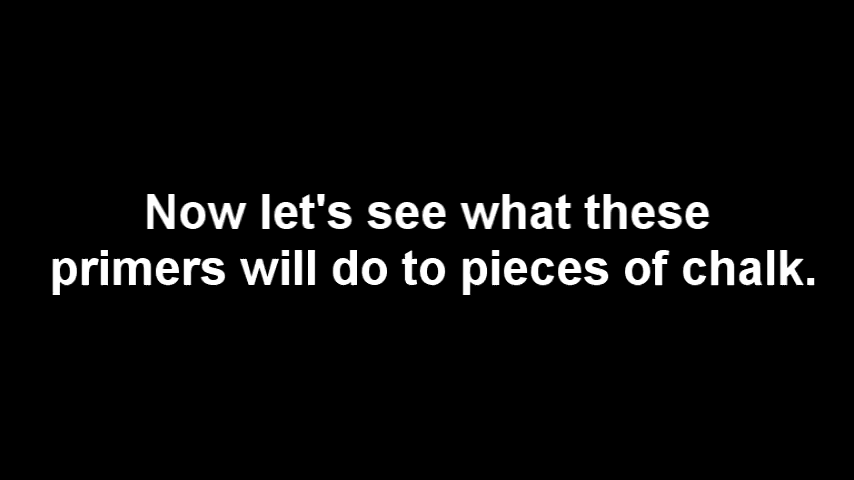 Now let's see what these
primers will do to pieces of chalk.